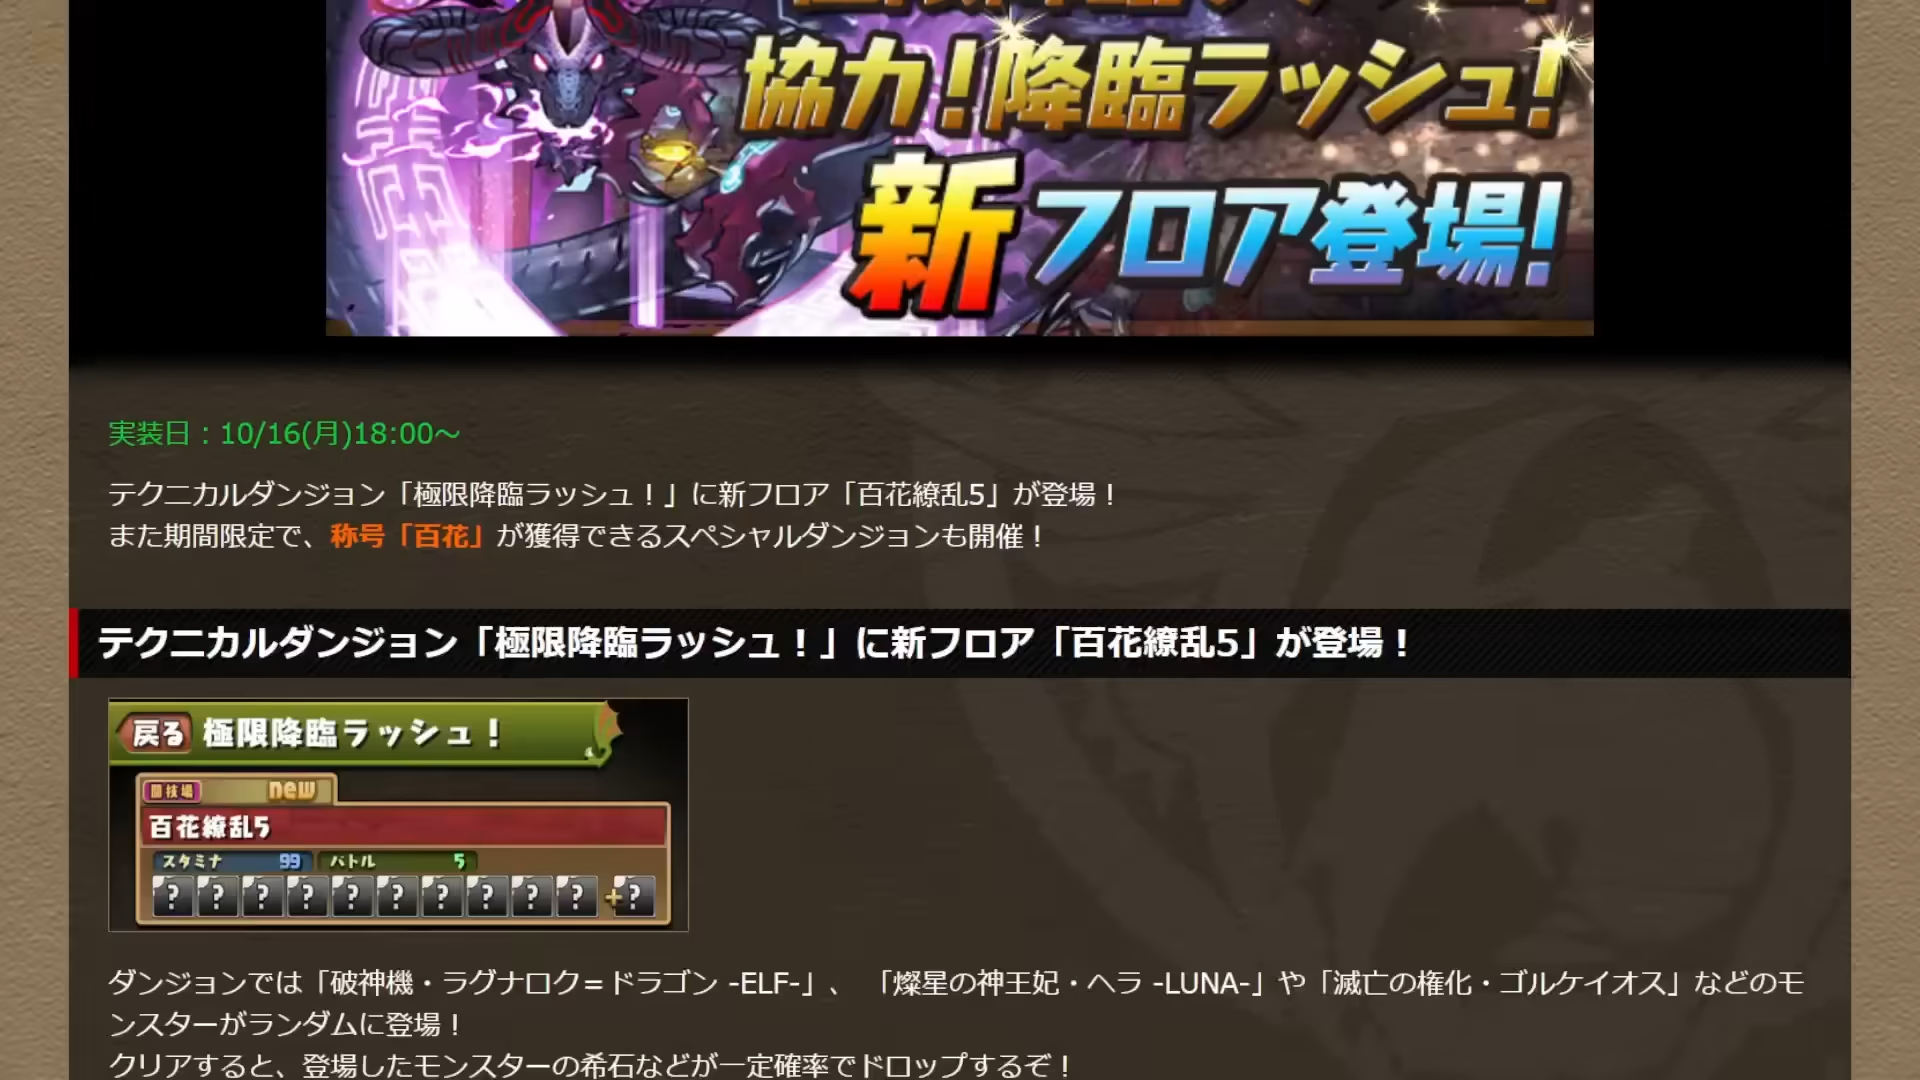 協力!降臨ラッシュ!
新フロア登場!
実装日：10/16(月)18:00～
テクニカルダンジョン「極限降臨ラッシュ！」に新フロア「百花繚乱5」が登場！
また期間限定で、称号「百花」が獲得できるスペシャルダンジョンも開催！
テクニカルダンジョン「極限降臨ラッシュ！」に新フロア「百花繚乱5」が登場！
戻る 極限降臨ラッシュ！
闘技場 new
百花繚乱5
スタミナ 99 バトル 5
? ? ? ? ? ? ? ? ? ? +?
ダンジョンでは「破神機・ラグナロク＝ドラゴン -ELF-」、「燦星の神王妃・ヘラ -LUNA-」や「滅亡の権化・ゴルケイオス」などのモ
ンスターがランダムに登場！
クリアすると、登場したモンスターの希石などが一定確率でドロップするぞ！